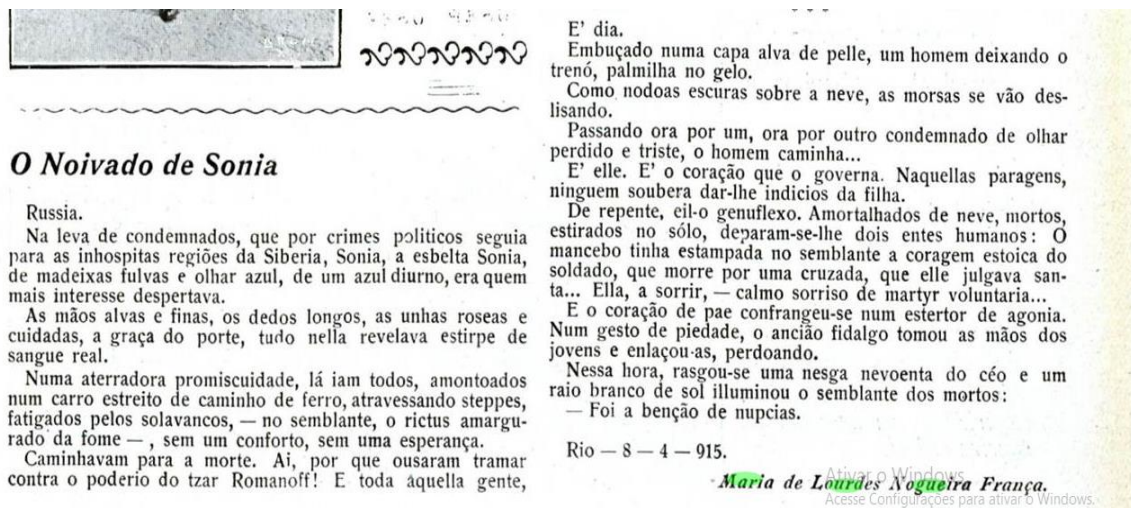 O Noivado de Sonia
Russia.
Na leva de condemnados, que por crimes politicos seguia
para as inhospitas regiões da Siberia, Sonia, a esbelta Sonia,
de madeixas fulvas e olhar azul, de um azul diurno, era quem
mais interesse despertava.
As mãos alvas e finas, os dedos longos, as unhas roseas e
cuidadas, a graça do porte, tudo nella revelava estirpe de
sangue real.
Numa aterradora promiscuidade, lá iam todos, amontoados
num carro estreito de caminho de ferro, atravessando steppes,
fatigados pelos solavancos, — no semblante, o rictus amargu-
rado da fome — , sem um conforto, sem uma esperança.
Caminhavam para a morte. Ai, por que ousaram tramar
contra o poderio do tzar Romanoff! E toda aquella gente,
E' dia.
Embuçado numa capa alva de pelle, um homem deixando o
trenó, palmilha no gelo.
Como nodoas escuras sobre a neve, as morsas se vão des-
lisando.
Passando ora por um, ora por outro condemnado de olhar
perdido e triste, o homem caminha...
E' elle. E' o coração que o governa. Naquellas paragens,
ninguem soubera dar-lhe indicios da filha.
De repente, eil-o genuflexo. Amortalhados de neve, mortos,
estirados no sólo, deparam-se-lhe dois entes humanos: O
mancebo tinha estampada no semblante a coragem estoica do
soldado, que morre por uma cruzada, que elle julgava san-
ta... Ella, a sorrir, — calmo sorriso de martyr voluntaria...
E o coração de pae confrangeu-se num estertor de agonia.
Num gesto de piedade, o ancião fidalgo tomou as mãos dos
jovens e enlaçou-as, perdoando.
Nessa hora, rasgou-se uma nesga nevoenta do céo e um
raio branco de sol illuminou o semblante dos mortos:
— Foi a benção de nupcias.
Rio — 8 — 4 — 915.
Maria de Lourdes Nogueira França.
Ativar o Windows
Acesse Configurações para ativar o Windows.